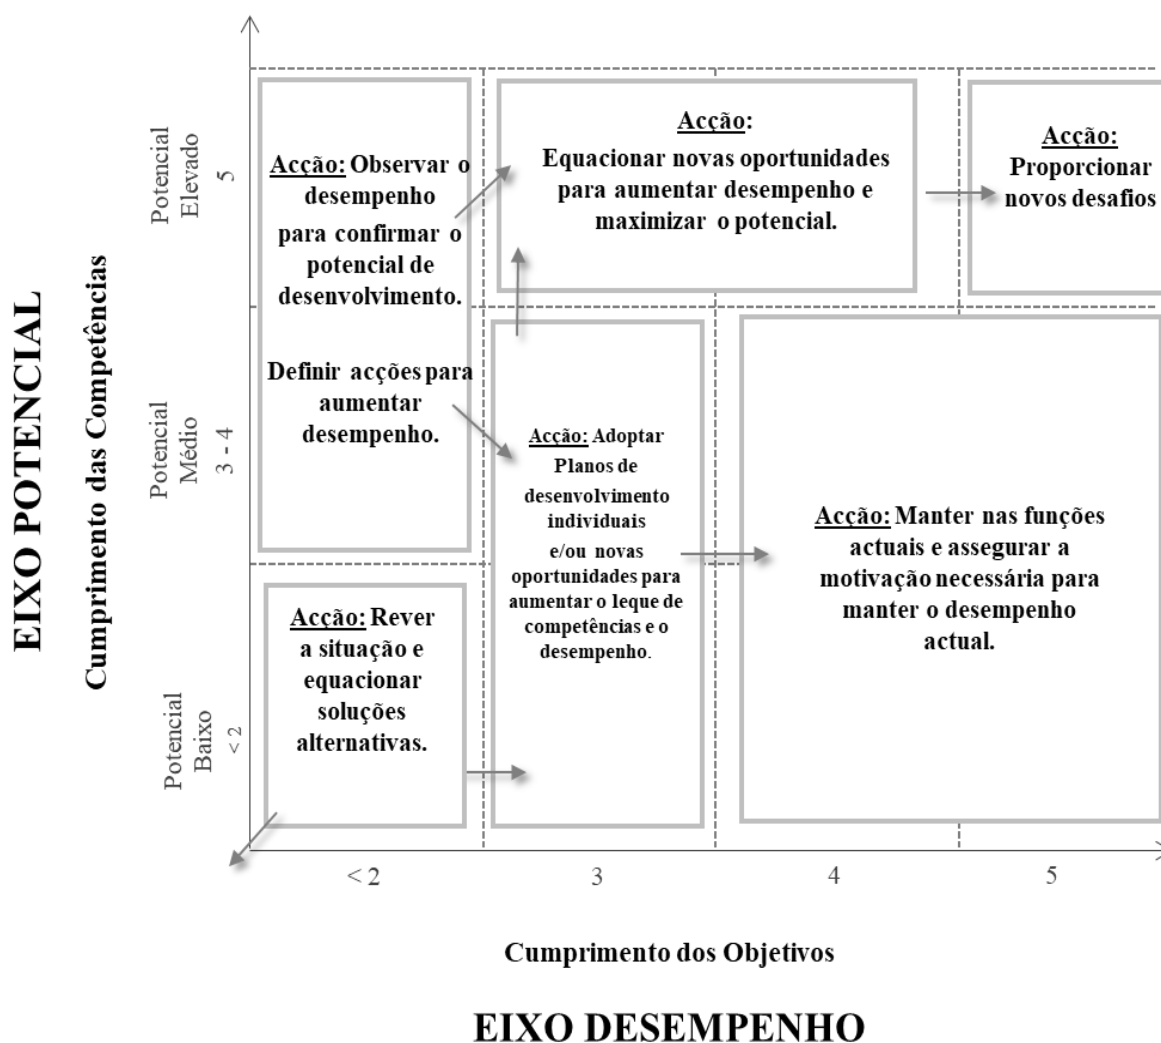 EIXO POTENCIAL
Cumprimento das Competências
Potencial
Elevado
5
Potencial
Médio
3 - 4
Potencial
Baixo
< 2
Acção: Observar o
desempenho
para confirmar o
potencial de
desenvolvimento.
Definir acções para
aumentar
desempenho.
Acção:
Equacionar novas oportunidades
para aumentar desempenho e
maximizar o potencial.
Acção:
Proporcionar
novos desafios
Acção: Adoptar
Planos de
desenvolvimento
individuais
e/ou novas
oportunidades para
aumentar o leque de
competências e o
desempenho.
Acção: Manter nas funções
actuais e assegurar a
motivação necessária para
manter o desempenho
actual.
Acção: Rever
a situação e
equacionar
soluções
alternativas.
< 2
3
4
5
Cumprimento dos Objetivos
EIXO DESEMPENHO